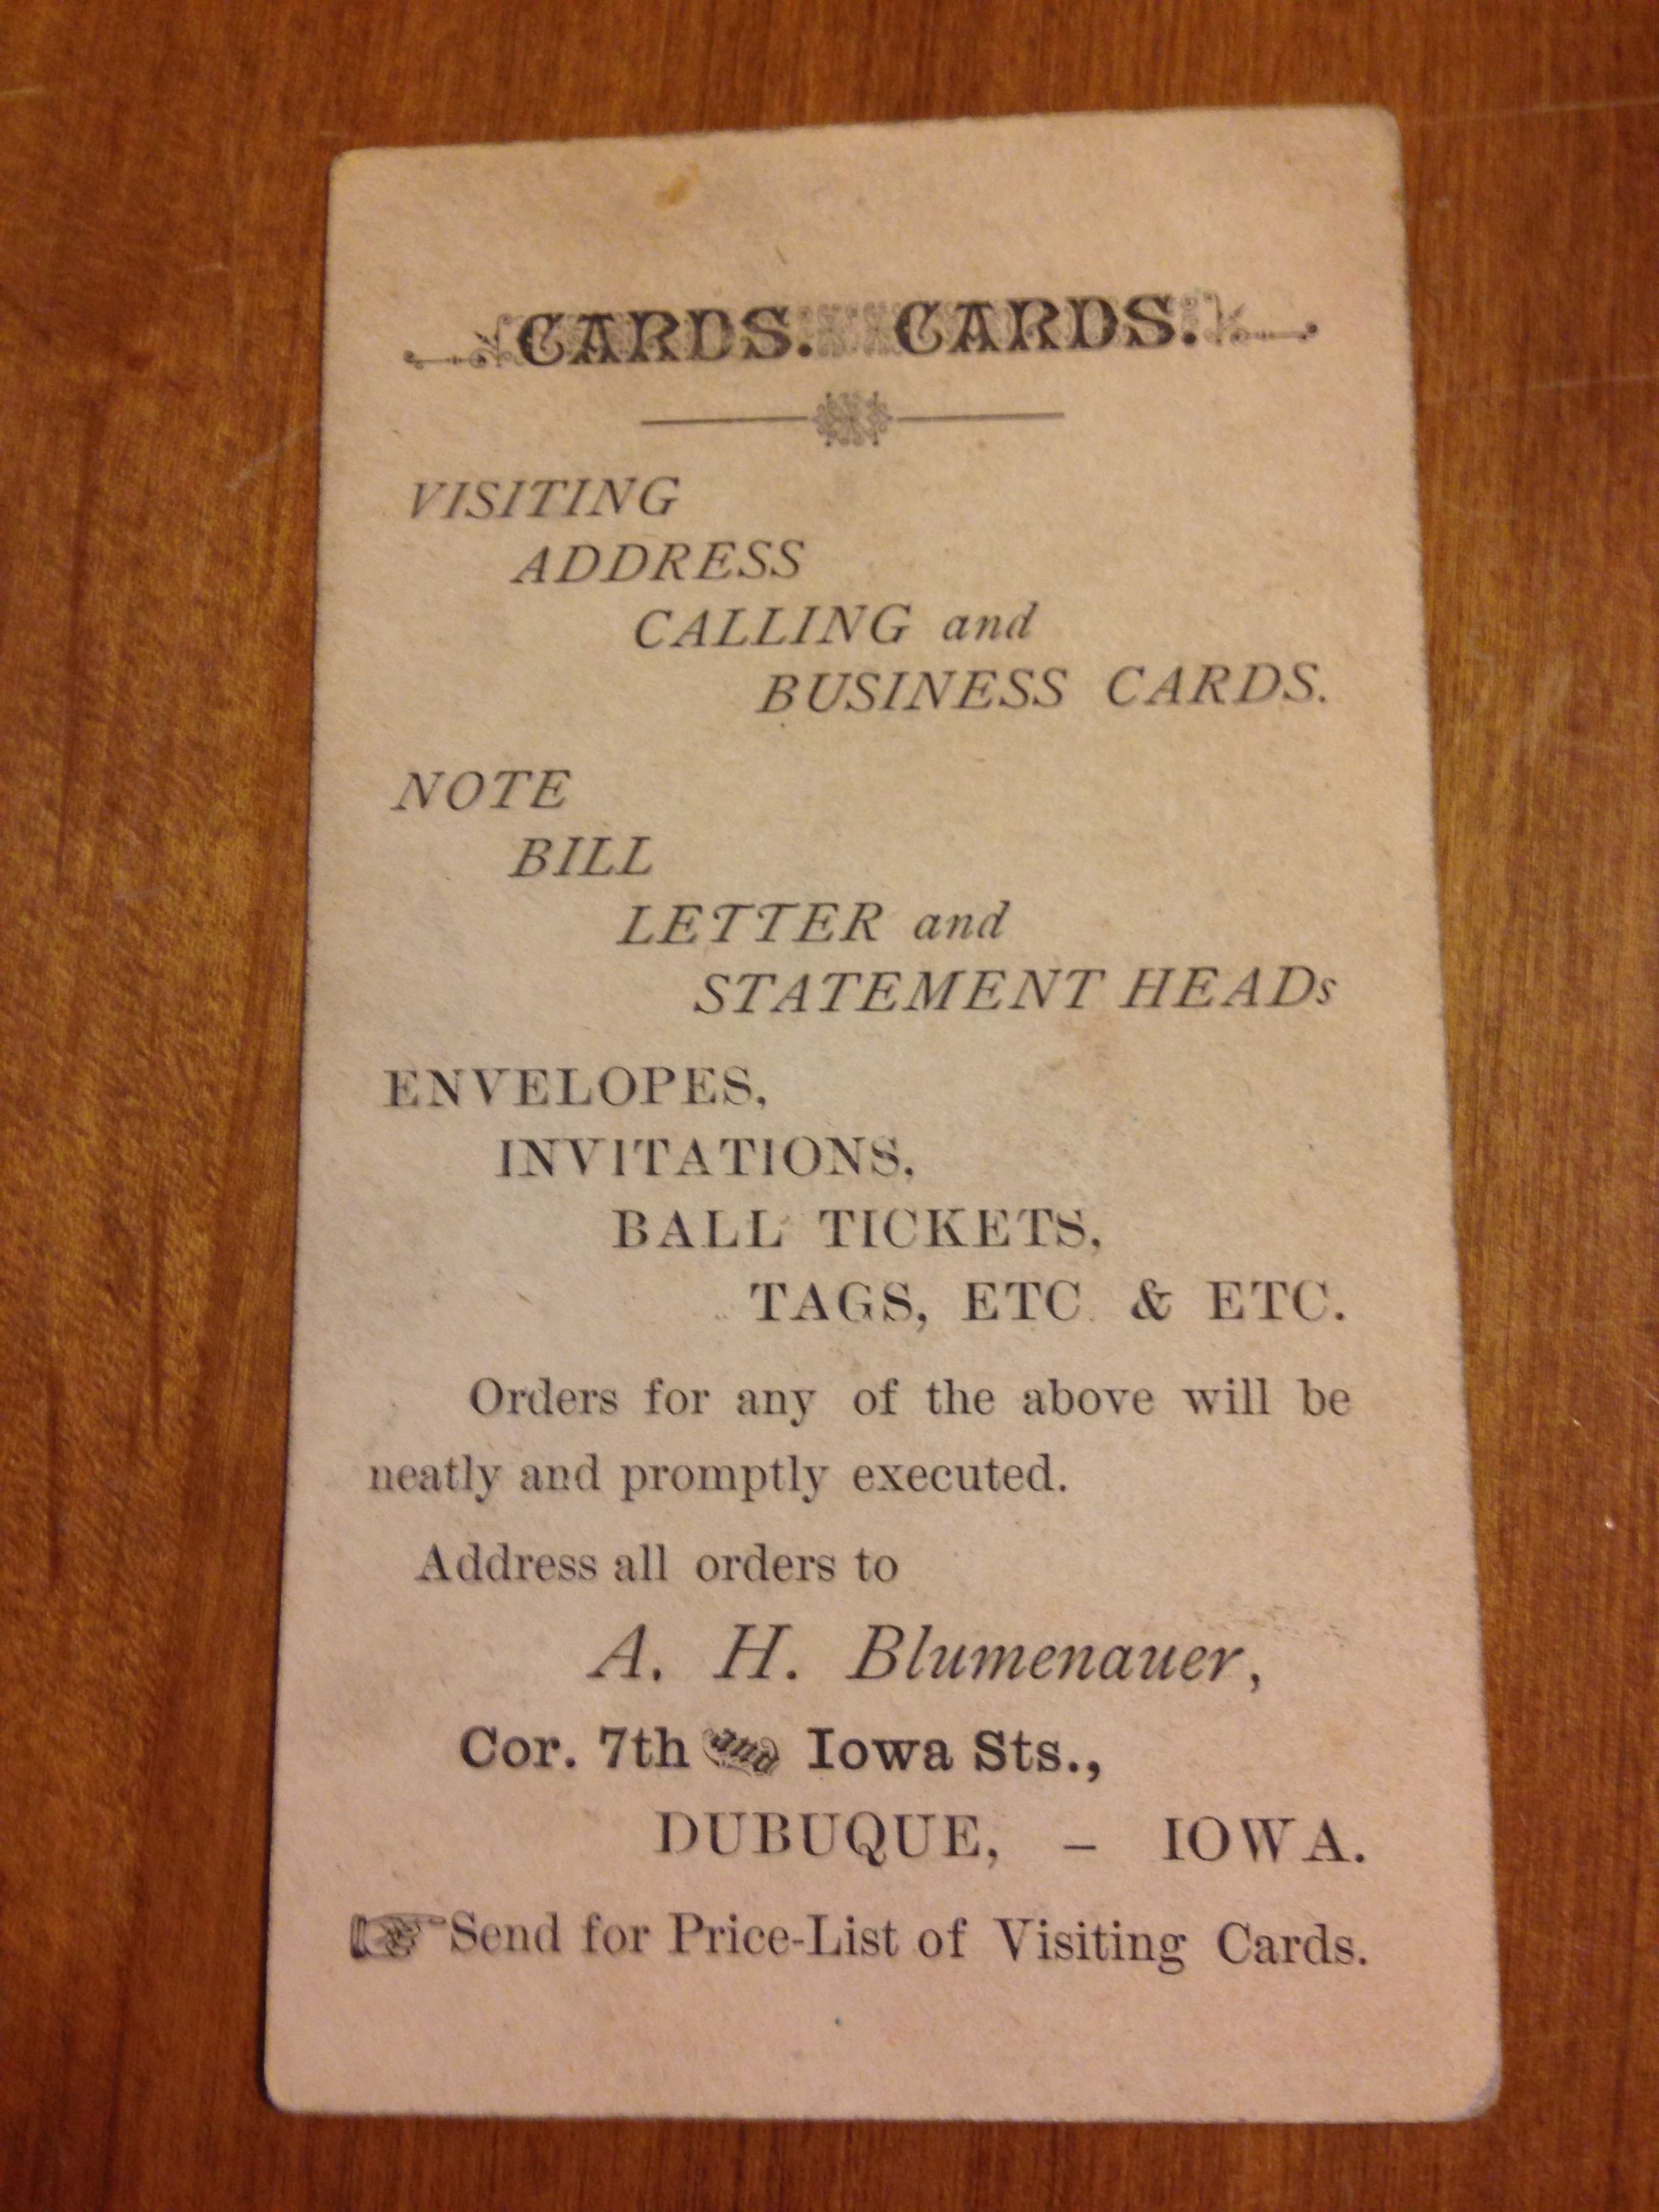 CARDS. CARDS.
VISITING
ADDRESS
CALLING and
BUSINESS CARDS.
NOTE
BILL
LETTER and
STATEMENT HEADs
ENVELOPES,
INVITATIONS,
BALL TICKETS,
TAGS, ETC. & ETC.
Orders for any of the above will be
neatly and promptly executed.
Address all orders to
A. H. Blumenauer,
Cor. 7th and Iowa Sts.,
DUBUQUE, – IOWA.
☞Send for Price-List of Visiting Cards.